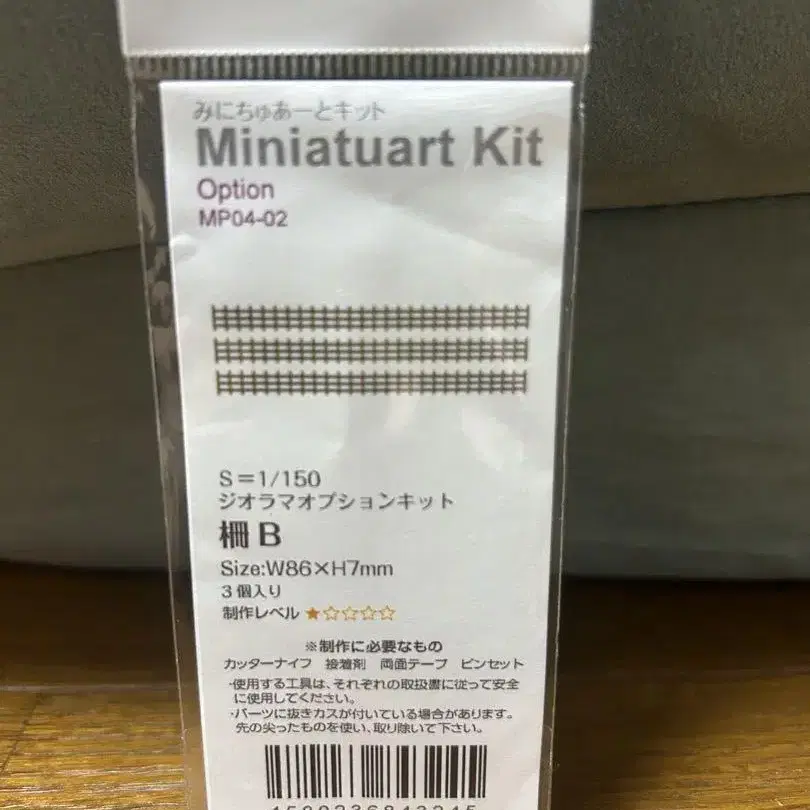 みにちゅあーとキット
Miniatuart Kit
Option
MP04-02
S＝1/150
ジオラマオプションキット
柵 B
Size:W86×H7mm
3個入り
制作レベル ★☆☆☆☆
※制作に必要なもの
カッターナイフ 接着剤 両面テープ ピンセット
・使用する工具は、それぞれの取扱書に従って安全
に使用してください。
・パーツに抜きカスが付いている場合があります。
先の尖ったものを使い、取り除いて下さい。